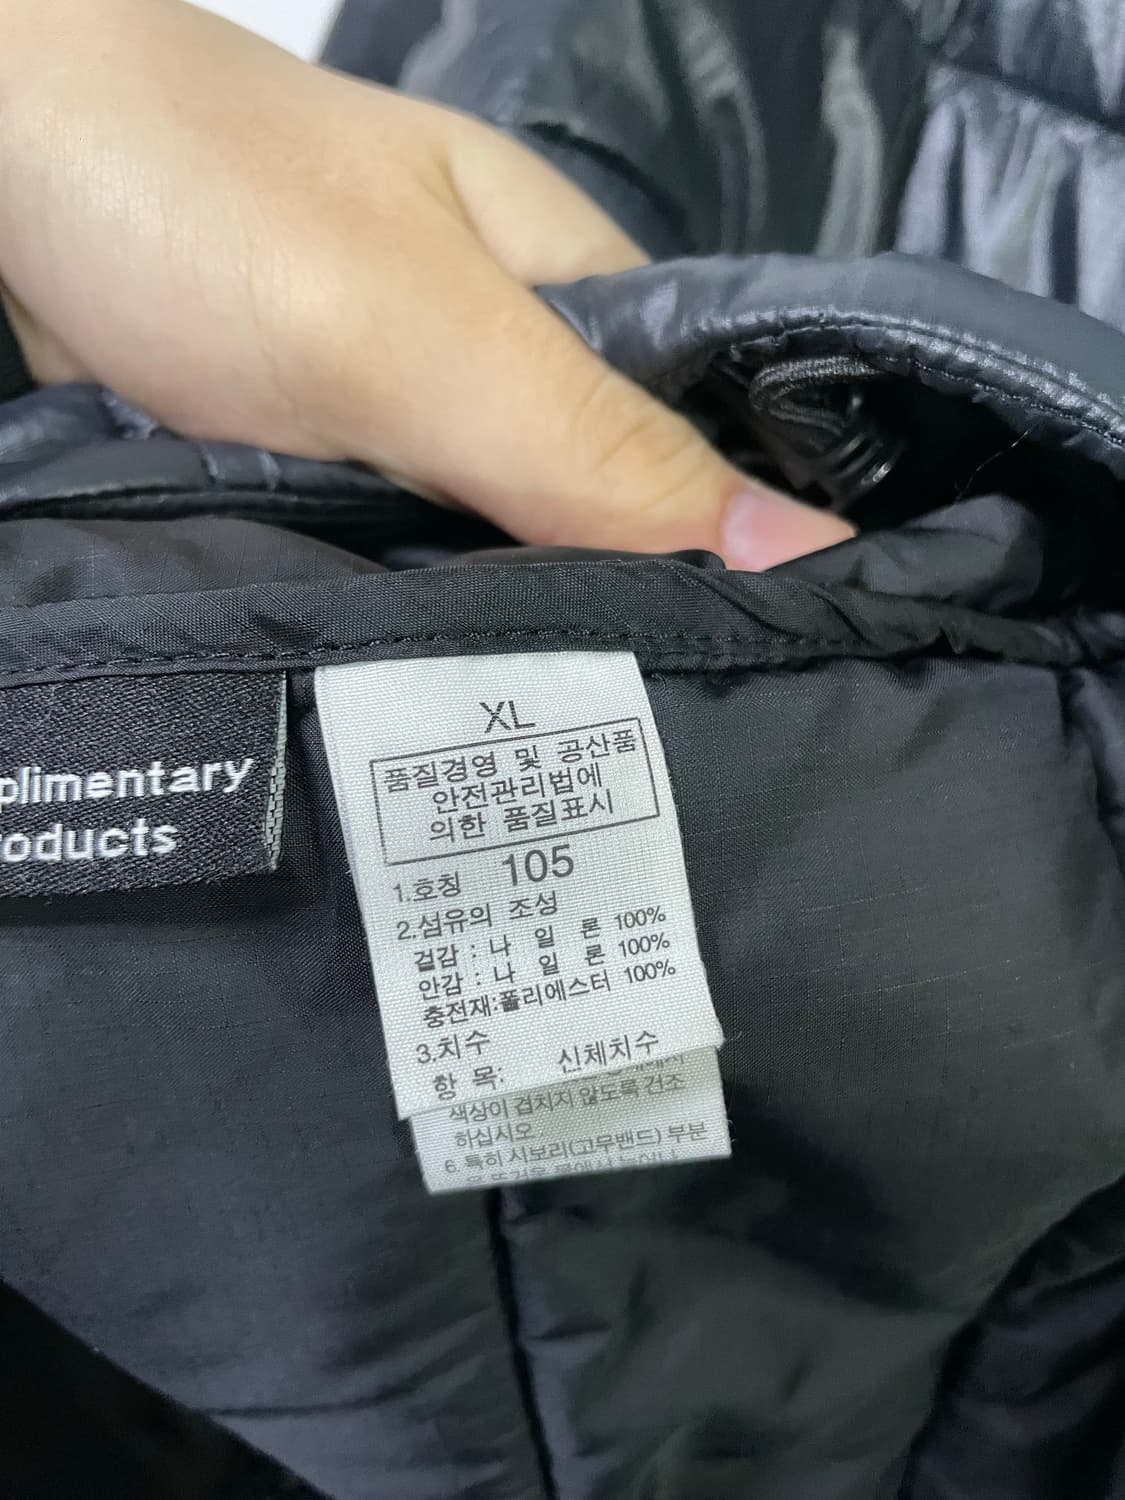 plimentary
oducts
XL
품질경영 및 공산품
안전관리법에
의한 품질표시
1.호칭 105
2.섬유의 조성
겉감 : 나 일 론 100%
안감 : 나 일 론 100%
충전재:폴리에스터 100%
3.치수
항 목: 신체치수
색상이 겹치지 않도록 건조
하십시오
6. 특히 시보리(고무밴드) 부분